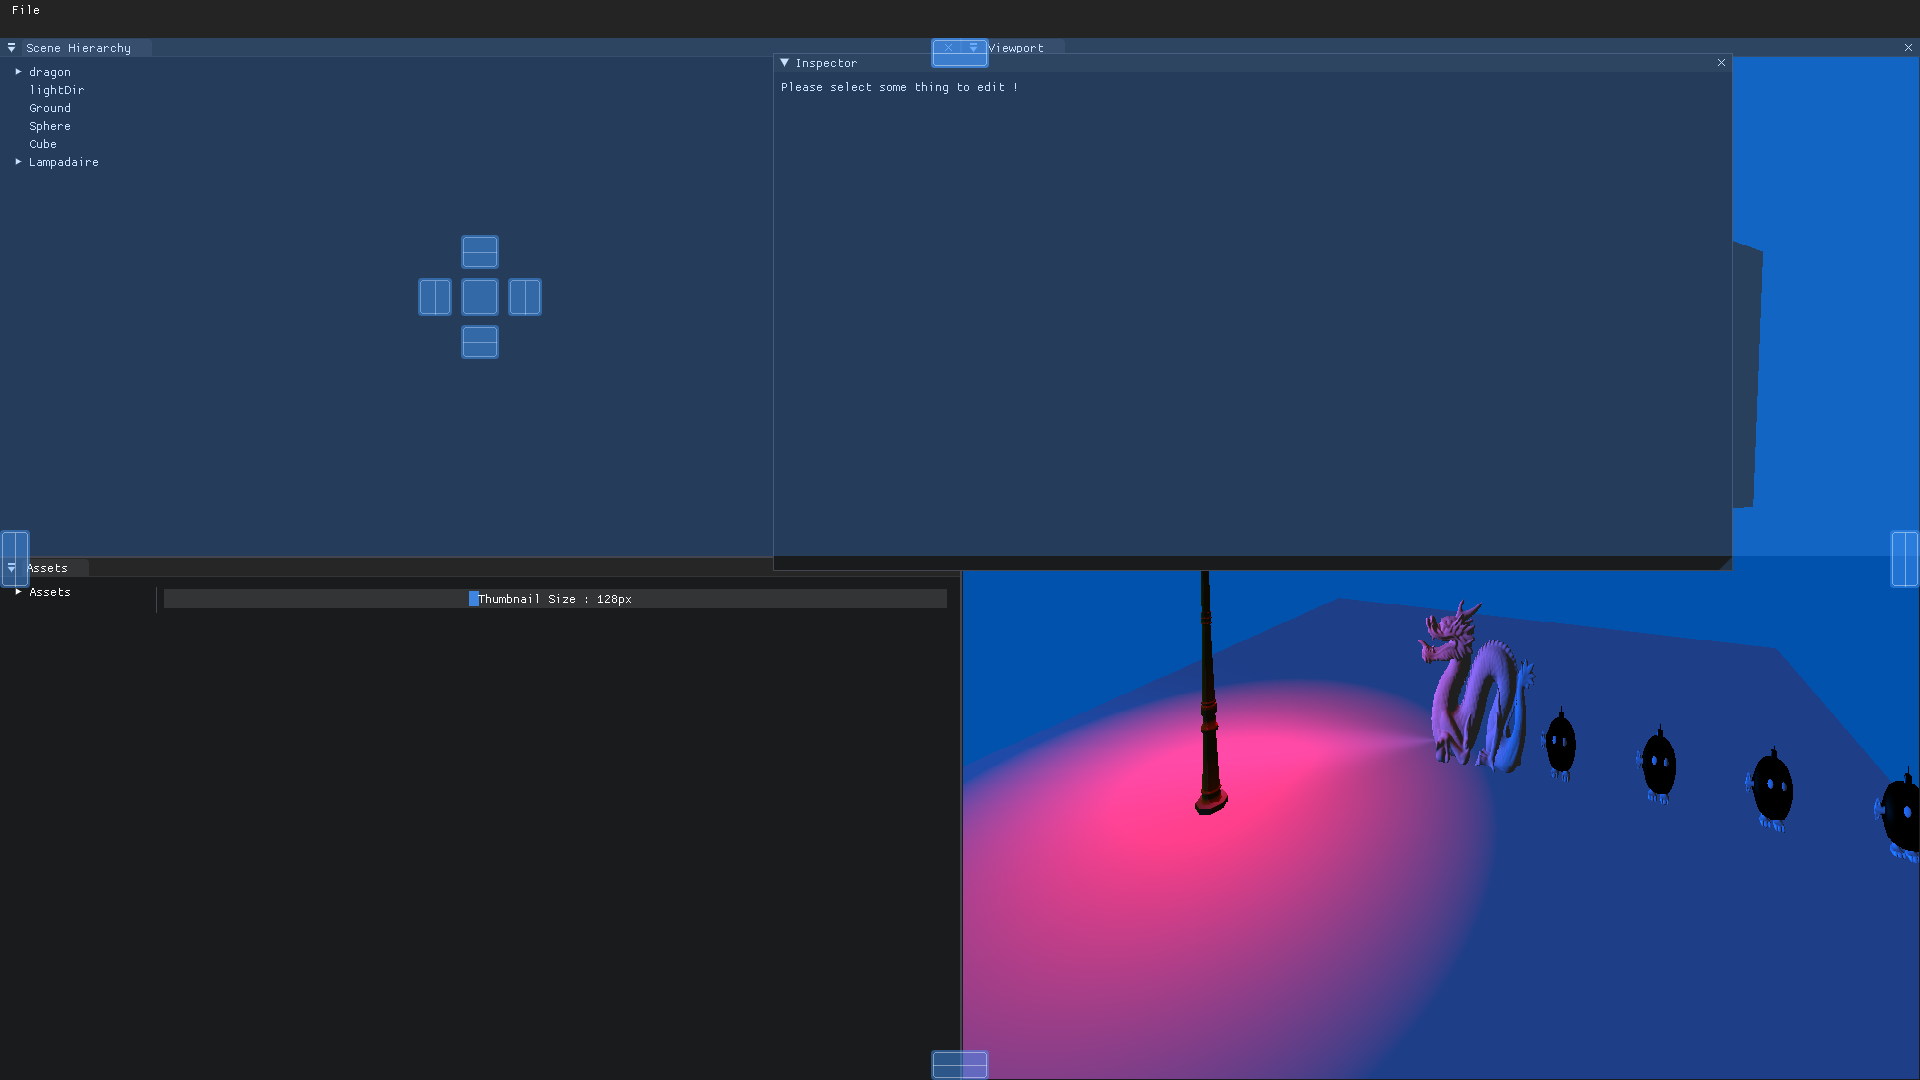 File
Scene Hierarchy
Viewport
Inspector
dragon
Please select some thing to edit !
lightDir
Ground
Sphere
Cube
Lampadaire
Assets
Assets
Thumbnail Size : 128px